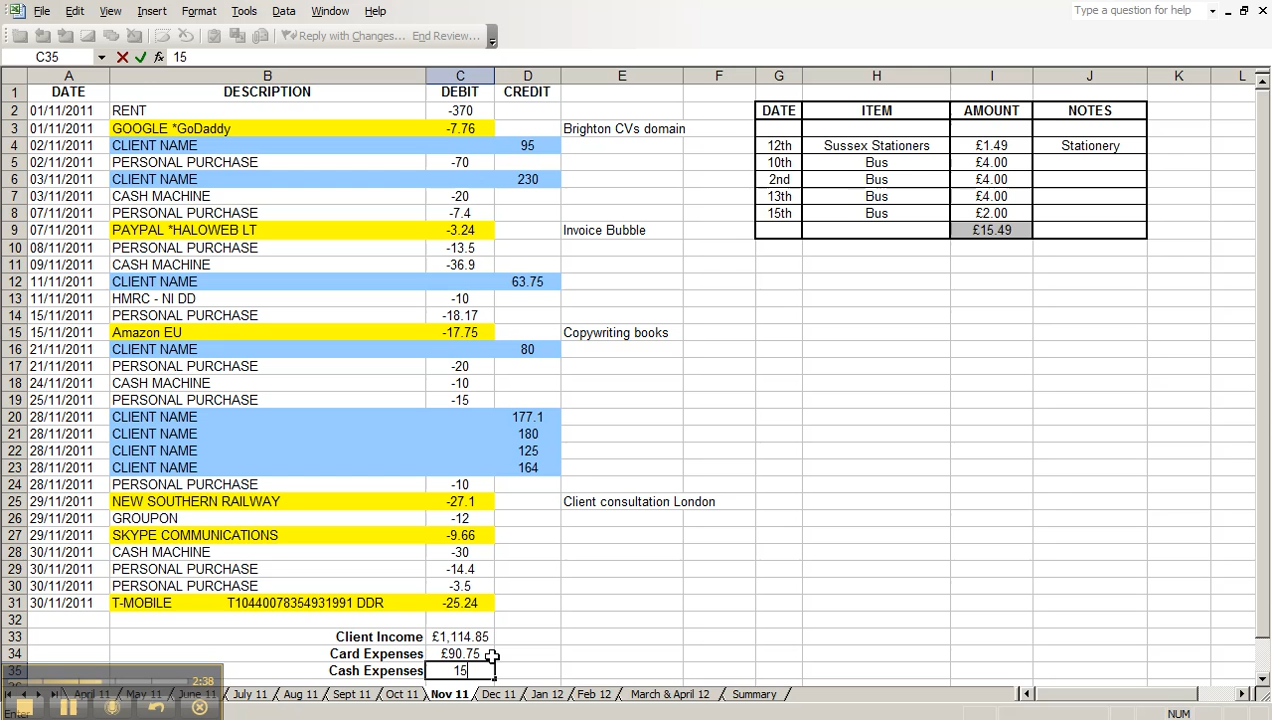 File Edit View Insert Format Tools Data Window Help Type a question for help
Reply with Changes... End Review...
C35 15
A B C D E F G H I J K L
1 DATE DESCRIPTION DEBIT CREDIT
2 01/11/2011 RENT -370 DATE ITEM AMOUNT NOTES
3 01/11/2011 GOOGLE *GoDaddy -7.76 Brighton CVs domain
4 02/11/2011 CLIENT NAME 95 12th Sussex Stationers £1.49 Stationery
5 02/11/2011 PERSONAL PURCHASE -70 10th Bus £4.00
6 03/11/2011 CLIENT NAME 230 2nd Bus £4.00
7 03/11/2011 CASH MACHINE -20 13th Bus £4.00
8 07/11/2011 PERSONAL PURCHASE -7.4 15th Bus £2.00
9 07/11/2011 PAYPAL *HALOWEB LT -3.24 Invoice Bubble £15.49
10 08/11/2011 PERSONAL PURCHASE -13.5
11 09/11/2011 CASH MACHINE -36.9
12 11/11/2011 CLIENT NAME 63.75
13 11/11/2011 HMRC - NI DD -10
14 15/11/2011 PERSONAL PURCHASE -18.17
15 15/11/2011 Amazon EU -17.75 Copywriting books
16 21/11/2011 CLIENT NAME 80
17 21/11/2011 PERSONAL PURCHASE -20
18 24/11/2011 CASH MACHINE -10
19 25/11/2011 PERSONAL PURCHASE -15
20 28/11/2011 CLIENT NAME 177.1
21 28/11/2011 CLIENT NAME 180
22 28/11/2011 CLIENT NAME 125
23 28/11/2011 CLIENT NAME 164
24 28/11/2011 PERSONAL PURCHASE -10
25 29/11/2011 NEW SOUTHERN RAILWAY -27.1 Client consultation London
26 29/11/2011 GROUPON -12
27 29/11/2011 SKYPE COMMUNICATIONS -9.66
28 30/11/2011 CASH MACHINE -30
29 30/11/2011 PERSONAL PURCHASE -14.4
30 30/11/2011 PERSONAL PURCHASE -3.5
31 30/11/2011 T-MOBILE T10440078354931991 DDR -25.24
32
33 Client Income £1,114.85
34 Card Expenses £90.75
35 Cash Expenses 15
2:38
April 11 May 11 June 11 July 11 Aug 11 Sept 11 Oct 11 Nov 11 Dec 11 Jan 12 Feb 12 March & April 12 Summary
Enter NUM